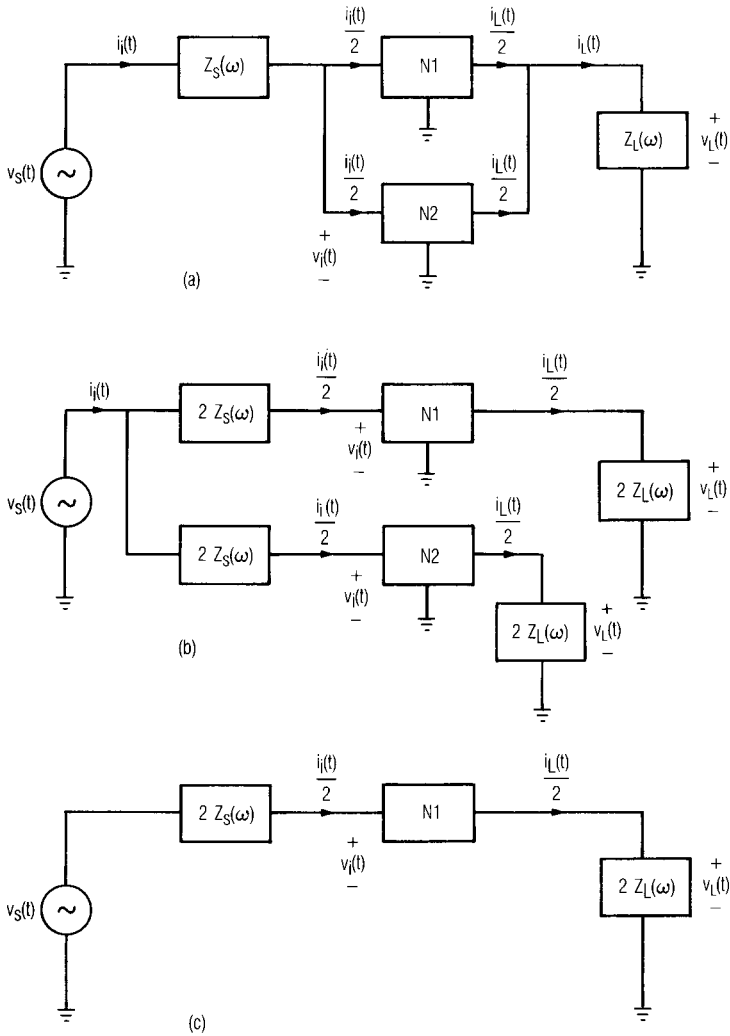 i_i(t)
Z_S(ω)
i_i(t)/2
N1
i_L(t)/2
i_L(t)
v_S(t)
~
Z_L(ω)
+
v_L(t)
−
i_i(t)/2
N2
i_L(t)/2
+
v_i(t)
−
(a)
i_i(t)
2 Z_S(ω)
i_i(t)/2
+
v_i(t)
−
N1
i_L(t)/2
v_S(t)
~
2 Z_L(ω)
+
v_L(t)
−
2 Z_S(ω)
i_i(t)/2
+
v_i(t)
−
N2
i_L(t)/2
2 Z_L(ω)
+
v_L(t)
−
(b)
2 Z_S(ω)
i_i(t)/2
+
v_i(t)
−
N1
i_L(t)/2
v_S(t)
~
2 Z_L(ω)
+
v_L(t)
−
(c)